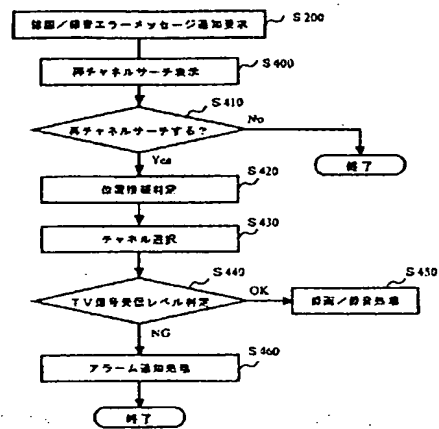 録画／録音エラーメッセージ通知要求
S200
再チャネルサーチ表示
S400
再チャネルサーチする？
S410
No
終了
Yes
位置情報判定
S420
チャネル選択
S430
TV信号受信レベル判定
S440
OK
録画／録音処理
S450
NG
アラーム通知処理
S460
終了